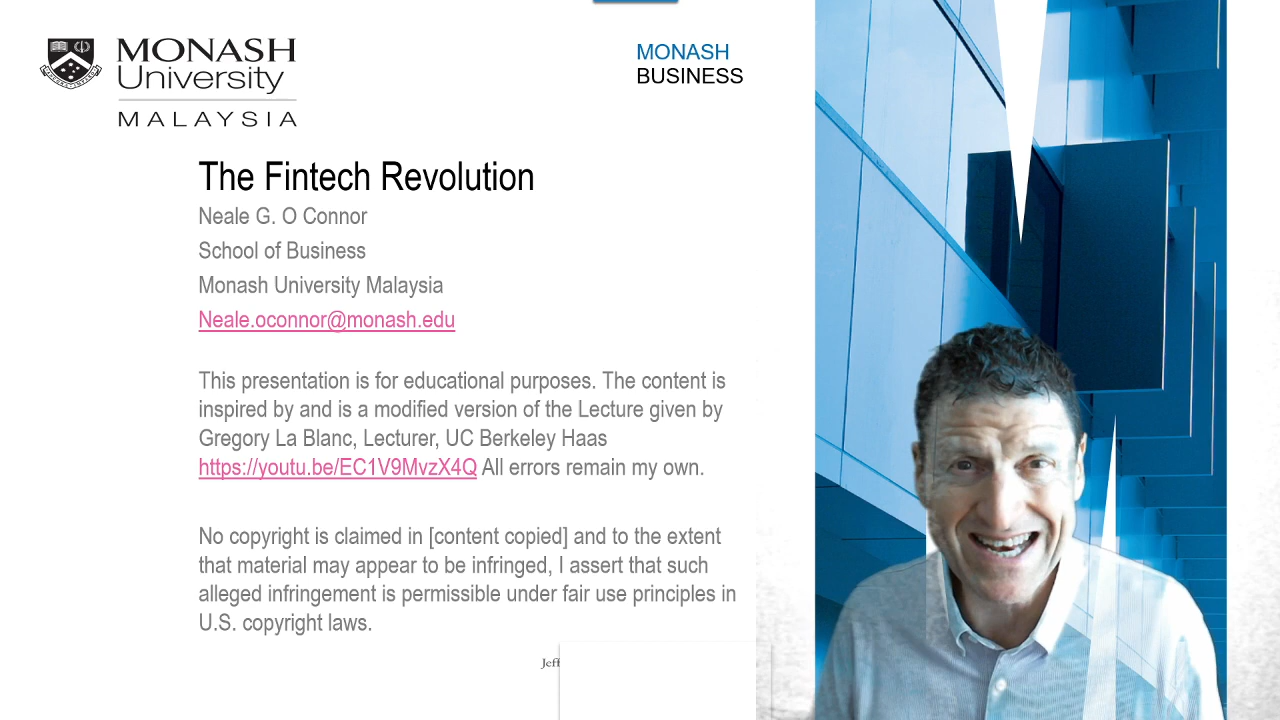 MONASH
University
MALAYSIA
MONASH
BUSINESS
The Fintech Revolution
Neale G. O Connor
School of Business
Monash University Malaysia
Neale.oconnor@monash.edu
This presentation is for educational purposes. The content is
inspired by and is a modified version of the Lecture given by
Gregory La Blanc, Lecturer, UC Berkeley Haas
https://youtu.be/EC1V9MvzX4Q All errors remain my own.
No copyright is claimed in [content copied] and to the extent
that material may appear to be infringed, I assert that such
alleged infringement is permissible under fair use principles in
U.S. copyright laws.
Jeff